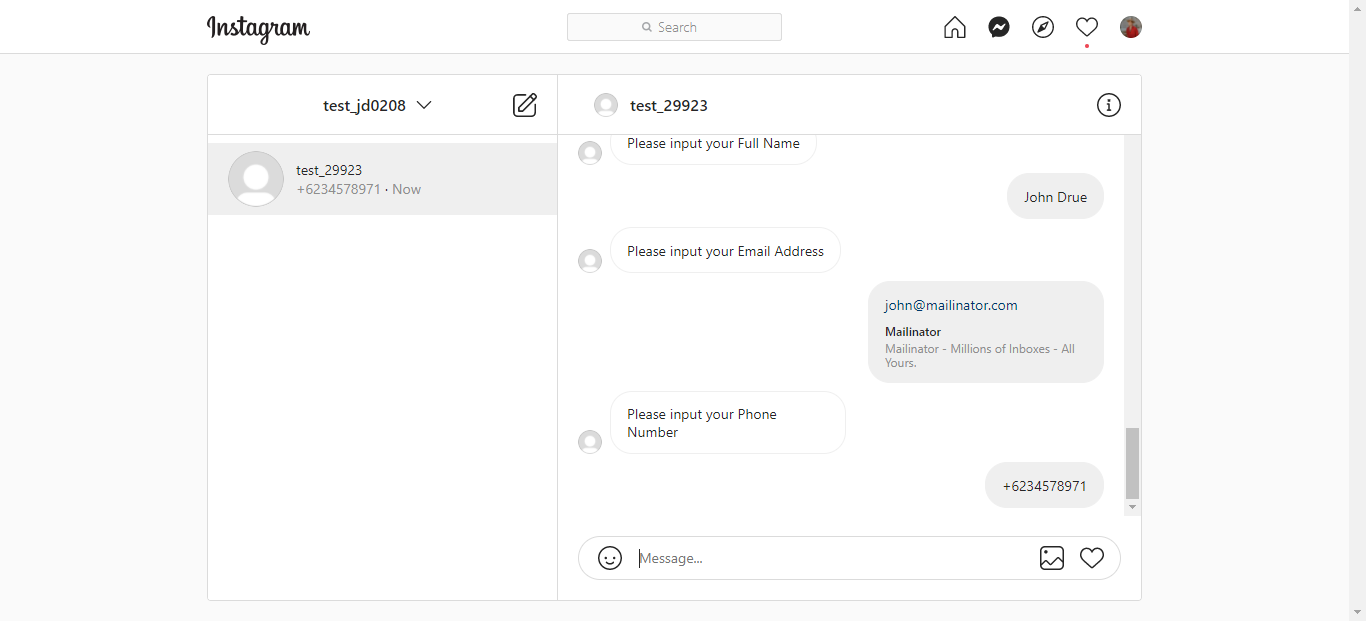 Instagram
Search
test_jd0208
test_29923
test_29923
+6234578971 · Now
Please input your Full Name
John Drue
Please input your Email Address
john@mailinator.com
Mailinator
Mailinator - Millions of Inboxes - All
Yours.
Please input your Phone
Number
+6234578971
Message...